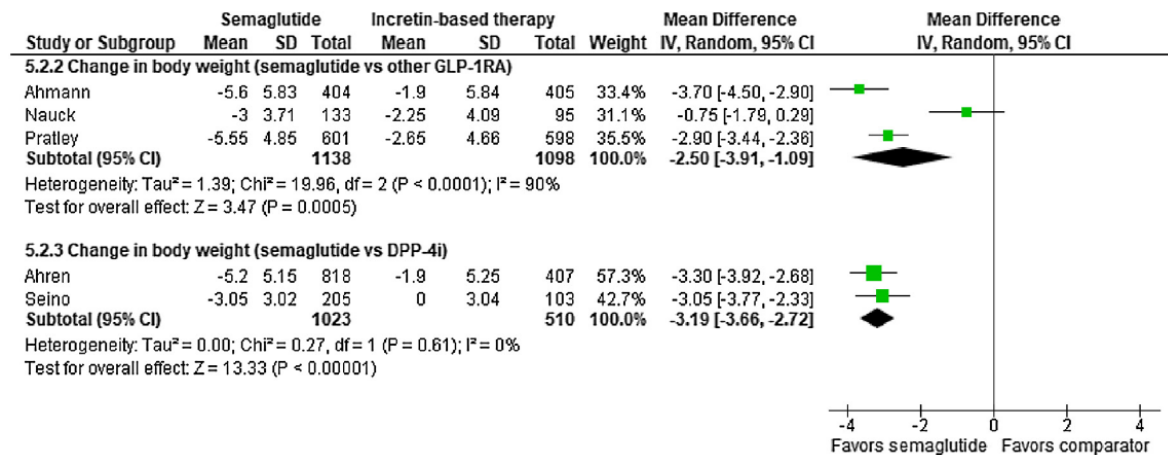 Semaglutide Incretin-based therapy Mean Difference Mean Difference
Study or Subgroup Mean SD Total Mean SD Total Weight IV, Random, 95% CI IV, Random, 95% CI
5.2.2 Change in body weight (semaglutide vs other GLP-1RA)
Ahmann -5.6 5.83 404 -1.9 5.84 405 33.4% -3.70 [-4.50, -2.90]
Nauck -3 3.71 133 -2.25 4.09 95 31.1% -0.75 [-1.79, 0.29]
Pratley -5.55 4.85 601 -2.65 4.66 598 35.5% -2.90 [-3.44, -2.36]
Subtotal (95% CI) 1138 1098 100.0% -2.50 [-3.91, -1.09]
Heterogeneity: Tau² = 1.39; Chi² = 19.96, df = 2 (P < 0.0001); I² = 90%
Test for overall effect: Z = 3.47 (P = 0.0005)
5.2.3 Change in body weight (semaglutide vs DPP-4i)
Ahren -5.2 5.15 818 -1.9 5.25 407 57.3% -3.30 [-3.92, -2.68]
Seino -3.05 3.02 205 0 3.04 103 42.7% -3.05 [-3.77, -2.33]
Subtotal (95% CI) 1023 510 100.0% -3.19 [-3.66, -2.72]
Heterogeneity: Tau² = 0.00; Chi² = 0.27, df = 1 (P = 0.61); I² = 0%
Test for overall effect: Z = 13.33 (P < 0.00001)
-4 -2 0 2 4
Favors semaglutide Favors comparator